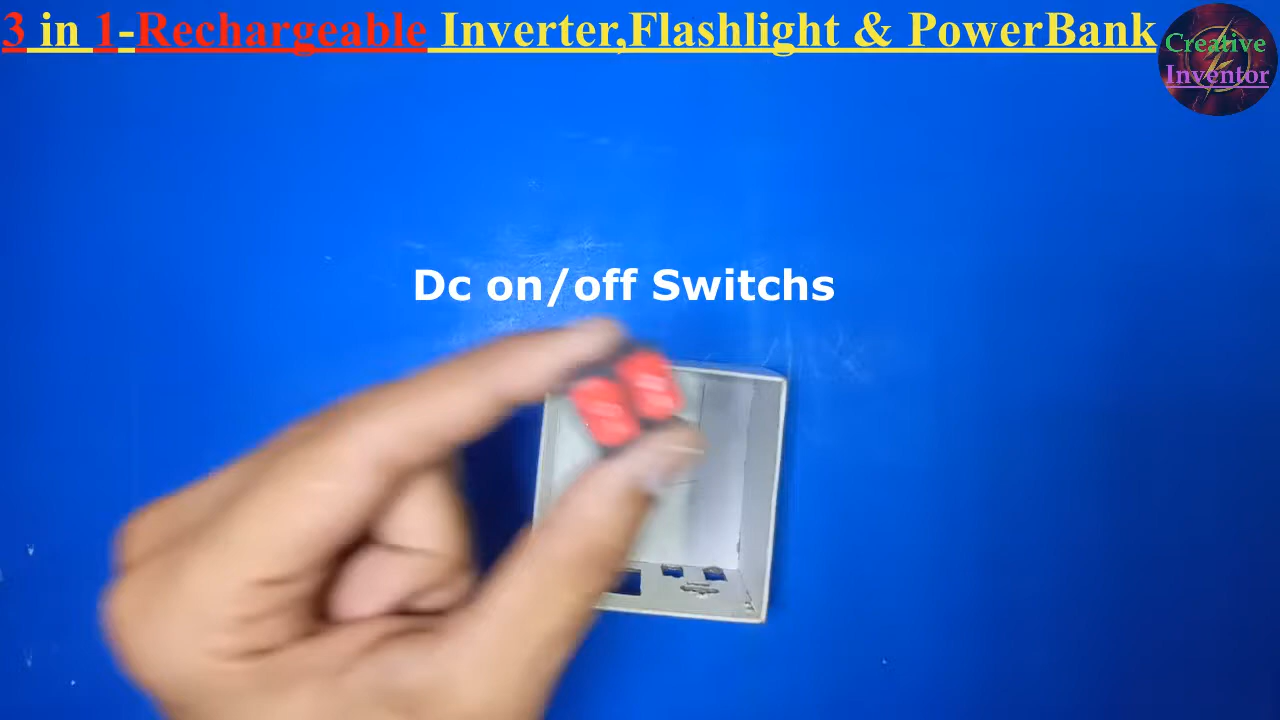 3 in 1-Rechargeable Inverter,Flashlight & PowerBank
Creative
Inventor
Dc on/off Switchs